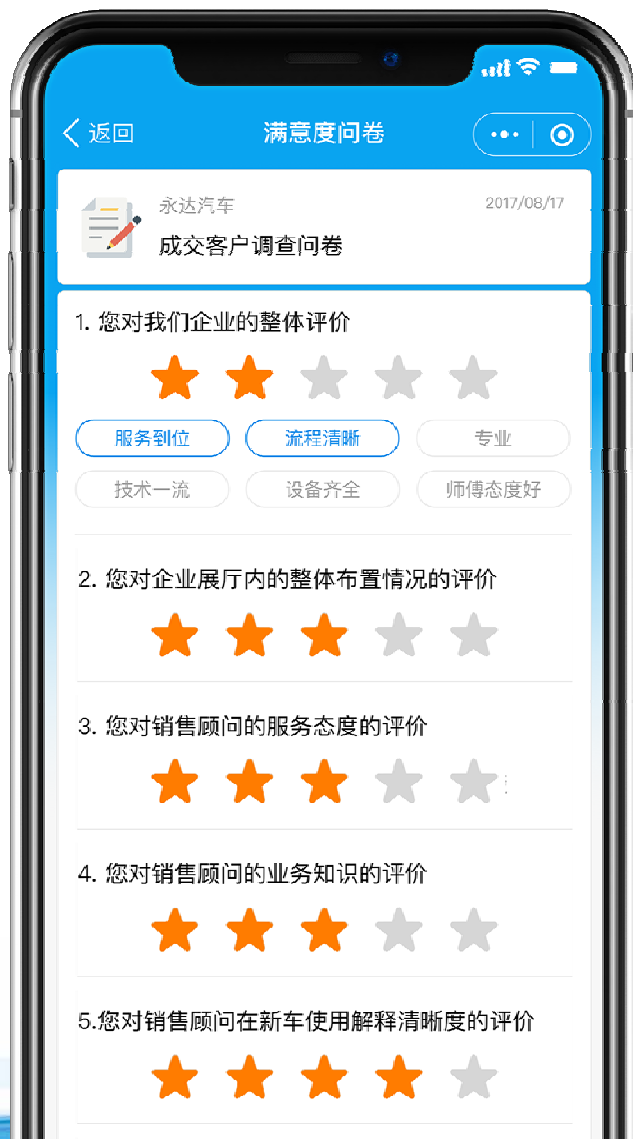 返回
满意度问卷
永达汽车
2017/08/17
成交客户调查问卷
1. 您对我们企业的整体评价
服务到位
流程清晰
专业
技术一流
设备齐全
师傅态度好
2. 您对企业展厅内的整体布置情况的评价
3. 您对销售顾问的服务态度的评价
4. 您对销售顾问的业务知识的评价
5.您对销售顾问在新车使用解释清晰度的评价